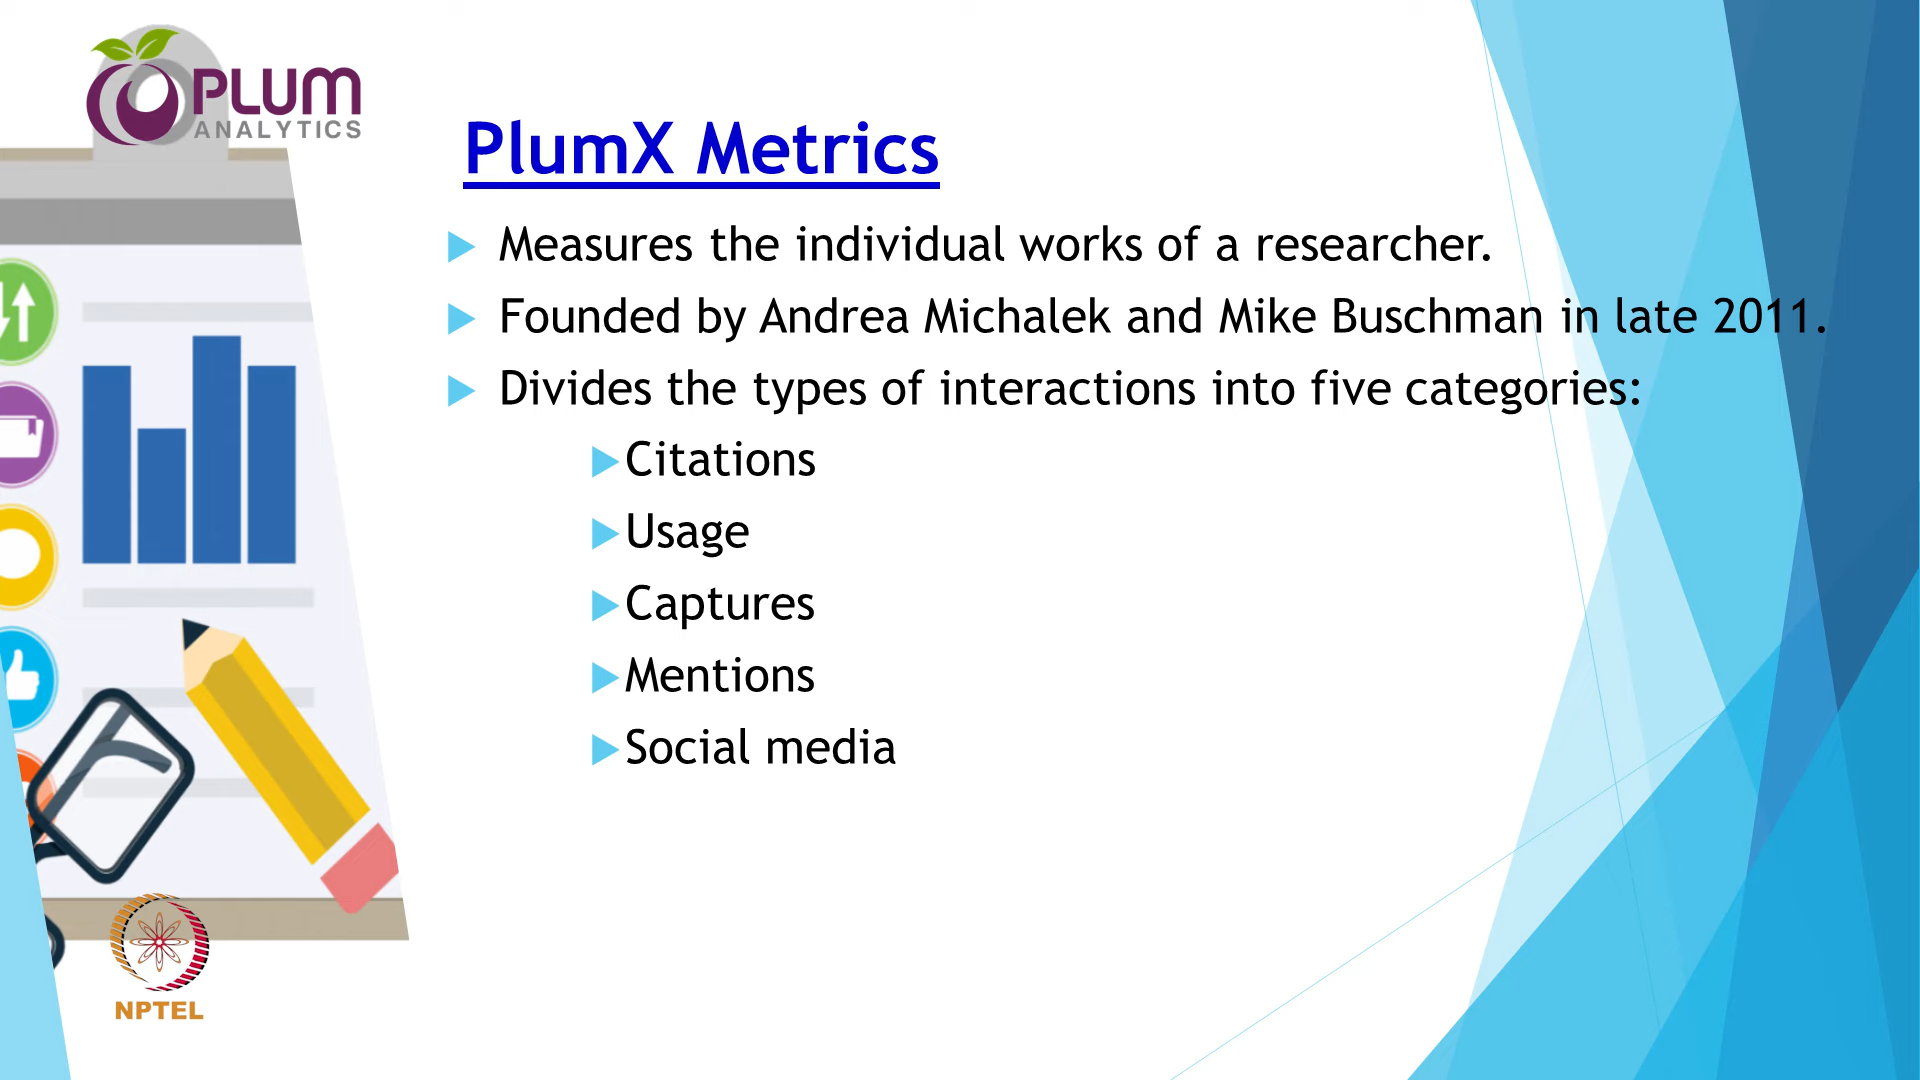 PLUM
ANALYTICS
PlumX Metrics
Measures the individual works of a researcher.
Founded by Andrea Michalek and Mike Buschman in late 2011.
Divides the types of interactions into five categories:
Citations
Usage
Captures
Mentions
Social media
NPTEL